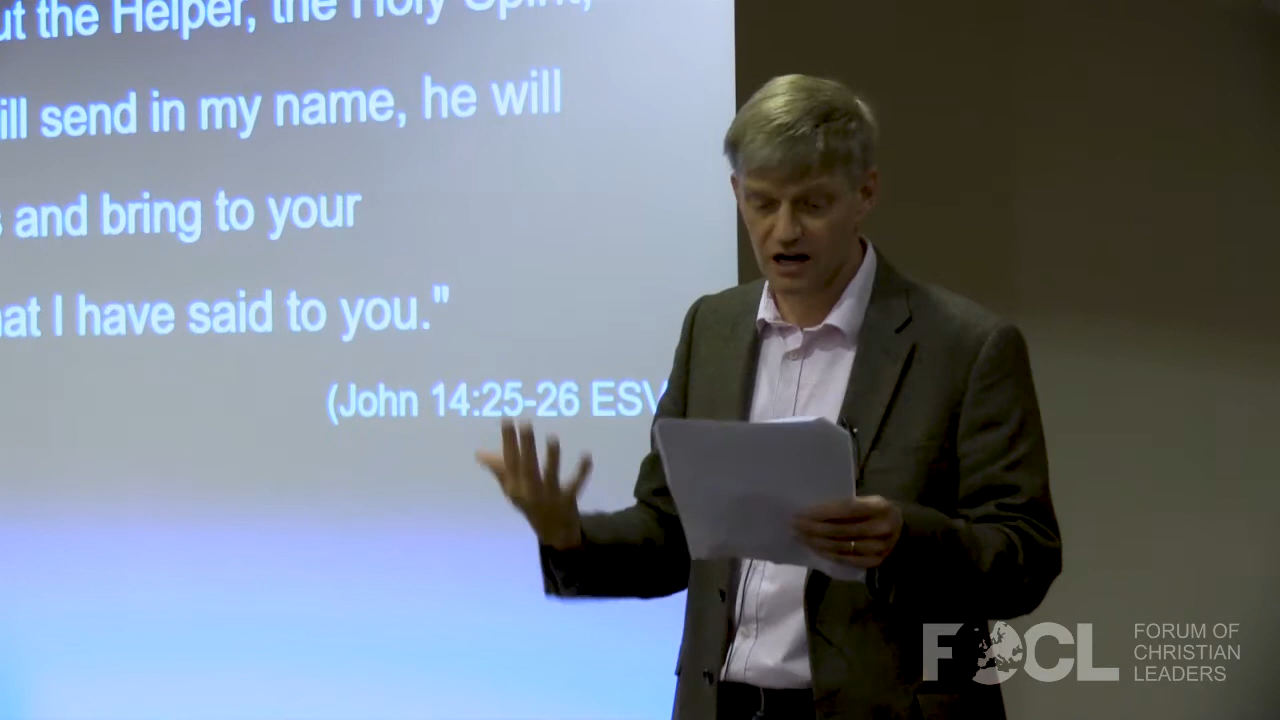 ut the Helper, the Holy Spirit,
ill send in my name, he will
s and bring to your
hat I have said to you."
(John 14:25-26 ESV
FOCL
FORUM OF
CHRISTIAN
LEADERS